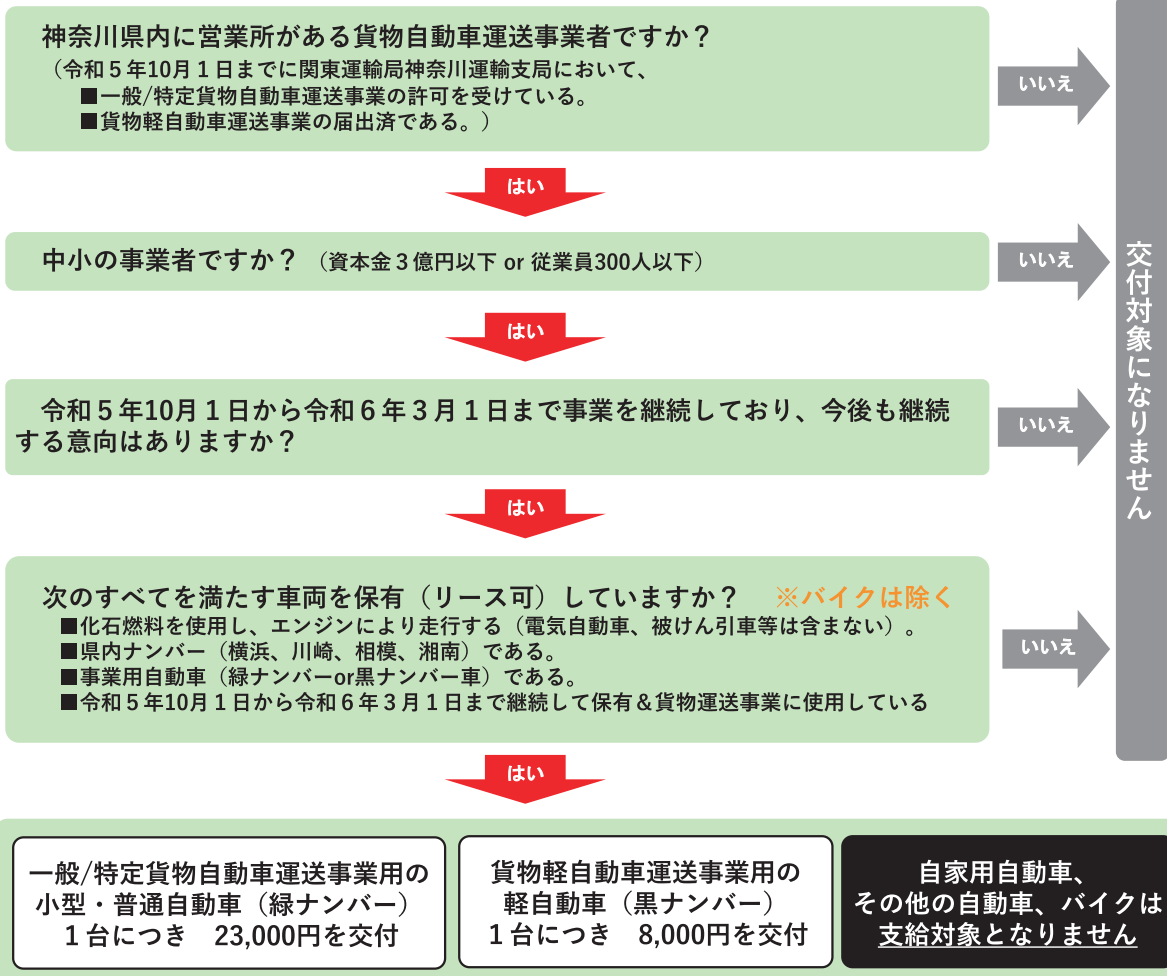 神奈川県内に営業所がある貨物自動車運送事業者ですか？
（令和５年10月１日までに関東運輸局神奈川運輸支局において、
■一般/特定貨物自動車運送事業の許可を受けている。
■貨物軽自動車運送事業の届出済である。）
いいえ
はい
中小の事業者ですか？（資本金３億円以下 or 従業員300人以下）
いいえ
はい
令和５年10月１日から令和６年３月１日まで事業を継続しており、今後も継続
する意向はありますか？
いいえ
はい
次のすべてを満たす車両を保有（リース可）していますか？ ※バイクは除く
■化石燃料を使用し、エンジンにより走行する（電気自動車、被けん引車等は含まない）。
■県内ナンバー（横浜、川崎、相模、湘南）である。
■事業用自動車（緑ナンバーor黒ナンバー車）である。
■令和５年10月１日から令和６年３月１日まで継続して保有＆貨物運送事業に使用している
いいえ
はい
交付対象になりません
一般/特定貨物自動車運送事業用の
小型・普通自動車（緑ナンバー）
１台につき　23,000円を交付
貨物軽自動車運送事業用の
軽自動車（黒ナンバー）
１台につき　8,000円を交付
自家用自動車、
その他の自動車、バイクは
支給対象となりません